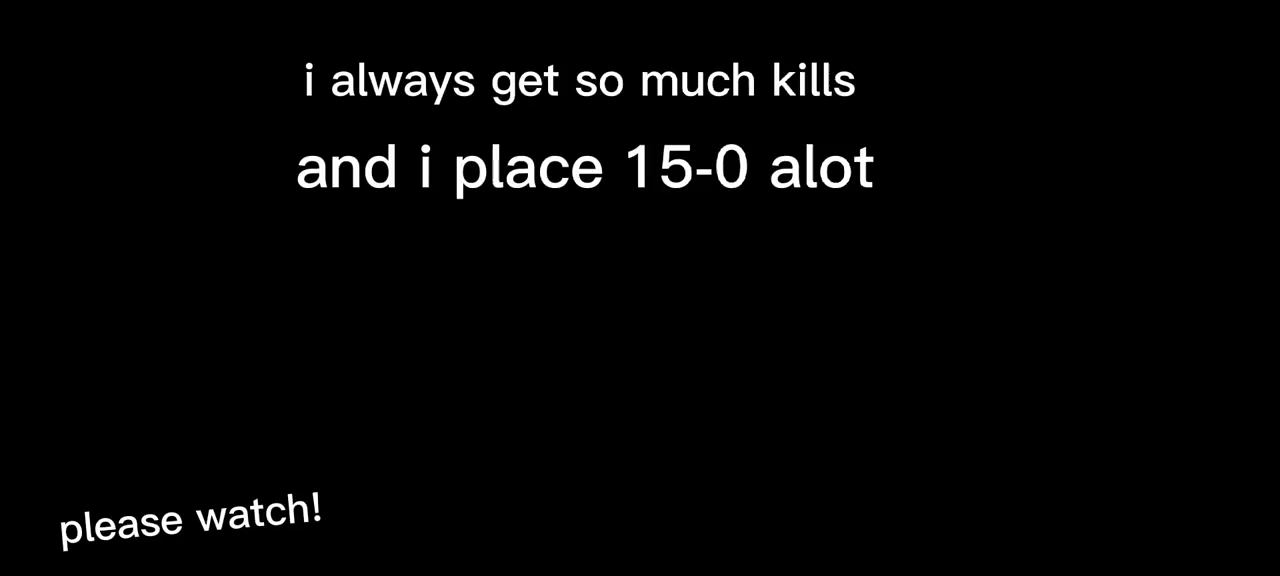 i always get so much kills
and i place 15-0 alot
please watch!